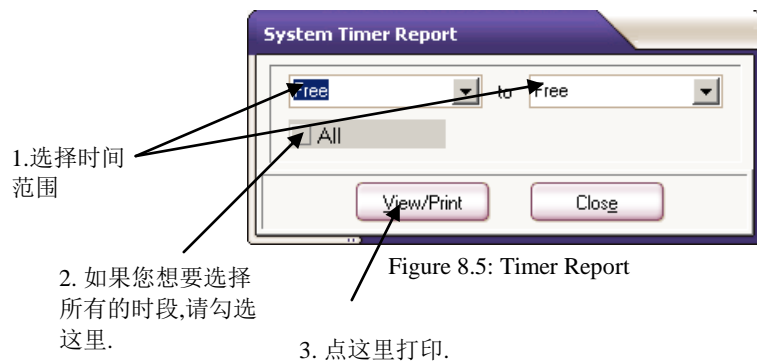 System Timer Report
Free to Free
All
1.选择时间
范围
View/Print Close
Figure 8.5: Timer Report
2. 如果您想要选择
所有的时段,请勾选
这里.
3. 点这里打印.